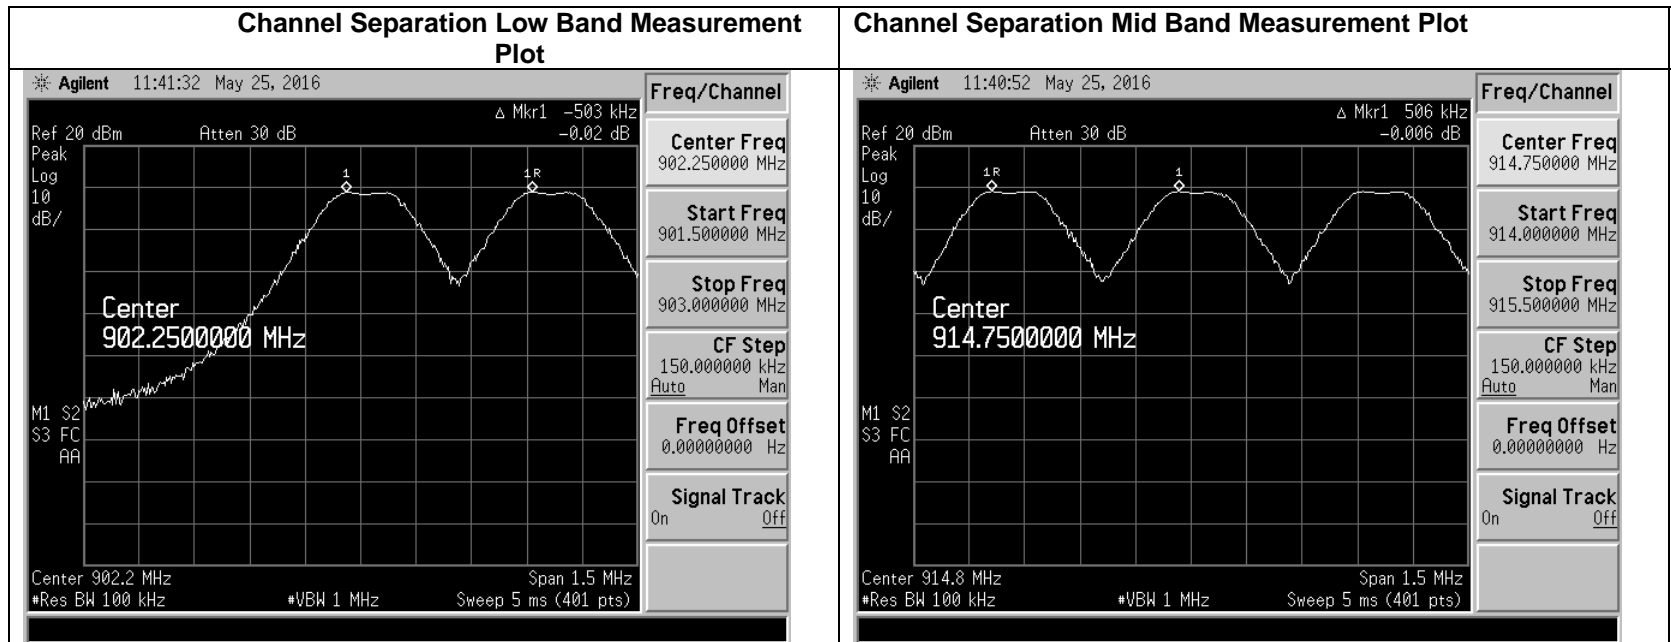 Channel Separation Low Band Measurement
Plot
Agilent 11:41:32 May 25, 2016
Δ Mkr1 -503 kHz
Ref 20 dBm Atten 30 dB -0.02 dB
Peak
Log
10
dB/
1
1R
Center
902.2500000 MHz
M1 S2
S3 FC
AA
Center 902.2 MHz Span 1.5 MHz
#Res BW 100 kHz #VBW 1 MHz Sweep 5 ms (401 pts)
Freq/Channel
Center Freq
902.250000 MHz
Start Freq
901.500000 MHz
Stop Freq
903.000000 MHz
CF Step
150.000000 kHz
Auto Man
Freq Offset
0.00000000 Hz
Signal Track
On Off
Channel Separation Mid Band Measurement Plot
Agilent 11:40:52 May 25, 2016
Δ Mkr1 506 kHz
Ref 20 dBm Atten 30 dB -0.006 dB
Peak
Log
10
dB/
1R
1
Center
914.7500000 MHz
M1 S2
S3 FC
AA
Center 914.8 MHz Span 1.5 MHz
#Res BW 100 kHz #VBW 1 MHz Sweep 5 ms (401 pts)
Freq/Channel
Center Freq
914.750000 MHz
Start Freq
914.000000 MHz
Stop Freq
915.500000 MHz
CF Step
150.000000 kHz
Auto Man
Freq Offset
0.00000000 Hz
Signal Track
On Off